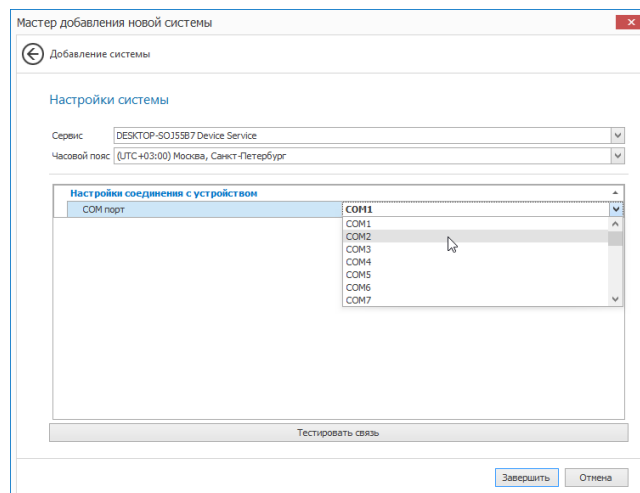 Мастер добавления новой системы
Добавление системы
Настройки системы
Сервис DESKTOP-SOJ55B7 Device Service
Часовой пояс (UTC+03:00) Москва, Санкт-Петербург
Настройки соединения с устройством
COM порт COM1
COM1
COM2
COM3
COM4
COM5
COM6
COM7
Тестировать связь
Завершить Отмена